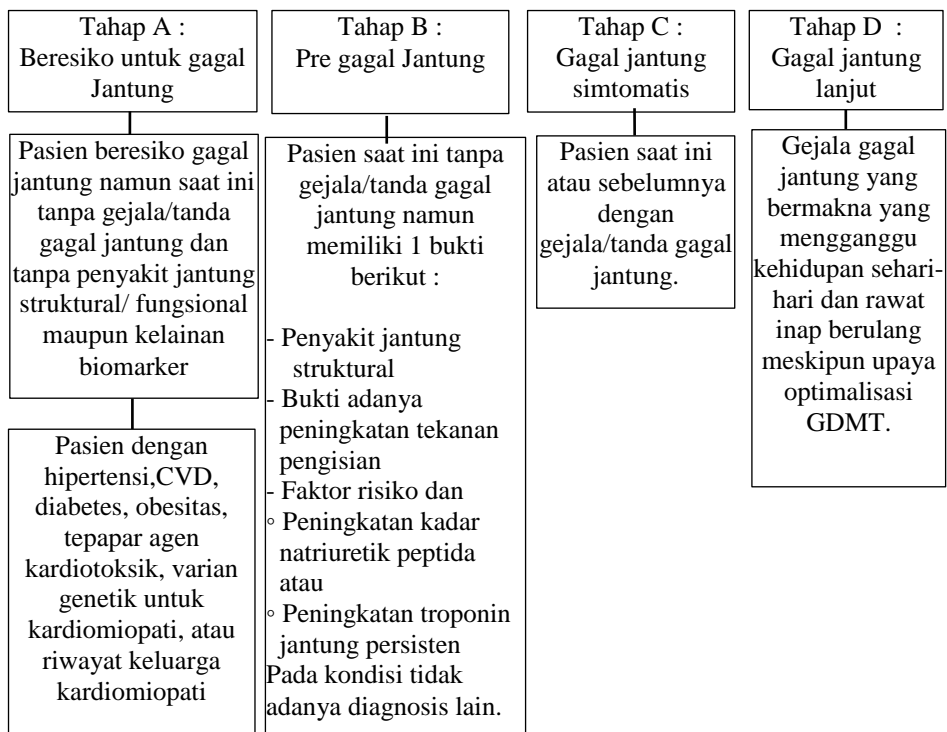 Tahap A :
Beresiko untuk gagal
Jantung
Pasien beresiko gagal
jantung namun saat ini
tanpa gejala/tanda
gagal jantung dan
tanpa penyakit jantung
struktural/ fungsional
maupun kelainan
biomarker
Pasien dengan
hipertensi,CVD,
diabetes, obesitas,
tepapar agen
kardiotoksik, varian
genetik untuk
kardiomiopati, atau
riwayat keluarga
kardiomiopati
Tahap B :
Pre gagal Jantung
Pasien saat ini tanpa
gejala/tanda gagal
jantung namun
memiliki 1 bukti
berikut :
- Penyakit jantung
struktural
- Bukti adanya
peningkatan tekanan
pengisian
- Faktor risiko dan
◦ Peningkatan kadar
natriuretik peptida
atau
◦ Peningkatan troponin
jantung persisten
Pada kondisi tidak
adanya diagnosis lain.
Tahap C :
Gagal jantung
simtomatis
Pasien saat ini
atau sebelumnya
dengan
gejala/tanda gagal
jantung.
Tahap D :
Gagal jantung
lanjut
Gejala gagal
jantung yang
bermakna yang
mengganggu
kehidupan sehari-
hari dan rawat
inap berulang
meskipun upaya
optimalisasi
GDMT.